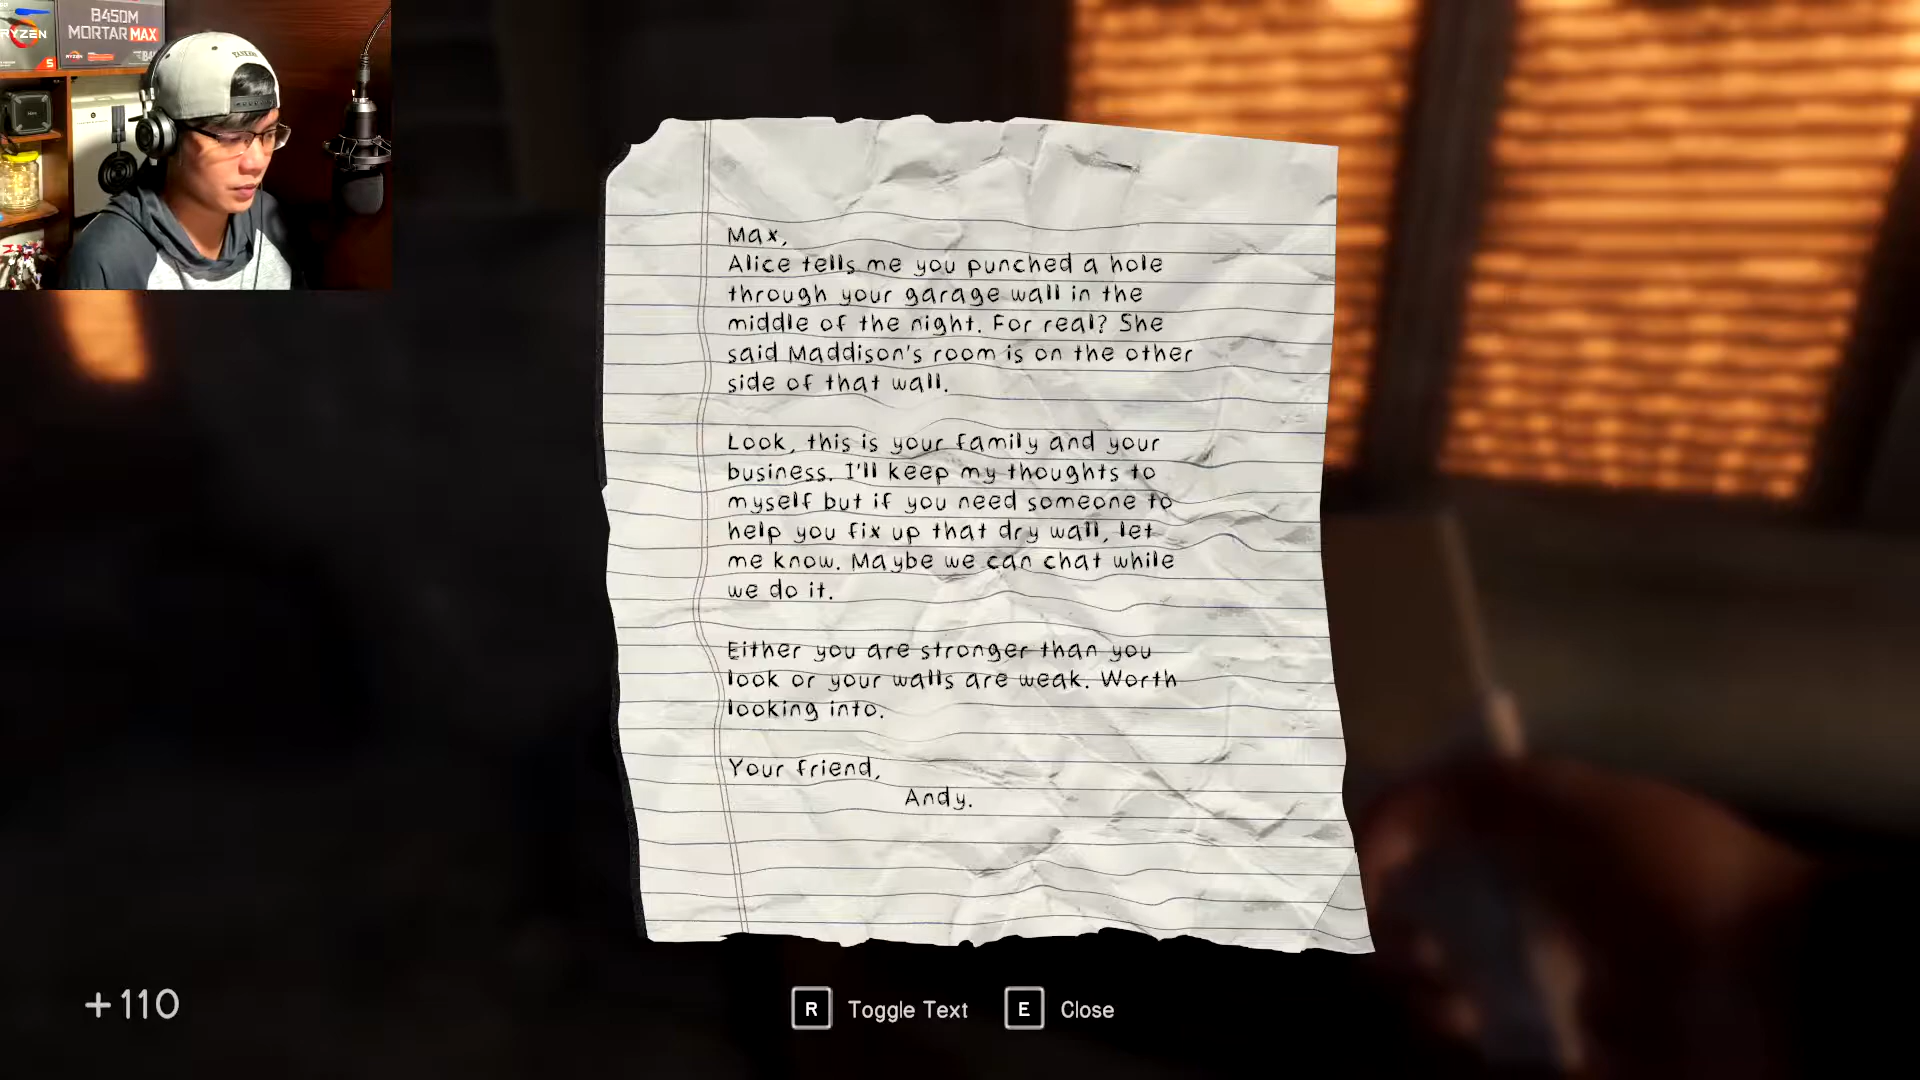 RYZEN
5
B450M
MORTAR MAX
RYZEN
Max,
Alice tells me you punched a hole
through your garage wall in the
middle of the night. For real? She
said Maddison's room is on the other
side of that wall.
Look, this is your family and your
business. I'll keep my thoughts to
myself but if you need someone to
help you fix up that dry wall, let
me know. Maybe we can chat while
we do it.
Either you are stronger than you
look or your walls are weak. Worth
looking into.
Your friend,
Andy.
+110
R Toggle Text E Close